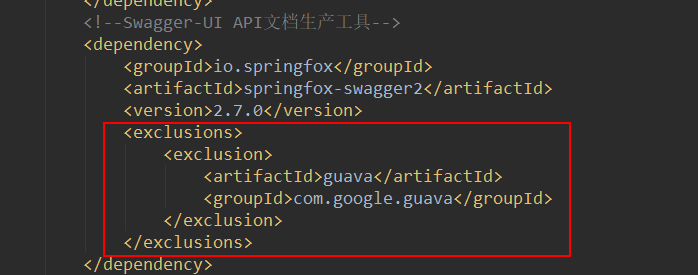 </dependency>
<!--Swagger-UI API文档生产工具-->
<dependency>
<groupId>io.springfox</groupId>
<artifactId>springfox-swagger2</artifactId>
<version>2.7.0</version>
<exclusions>
<exclusion>
<artifactId>guava</artifactId>
<groupId>com.google.guava</groupId>
</exclusion>
</exclusions>
</dependency>